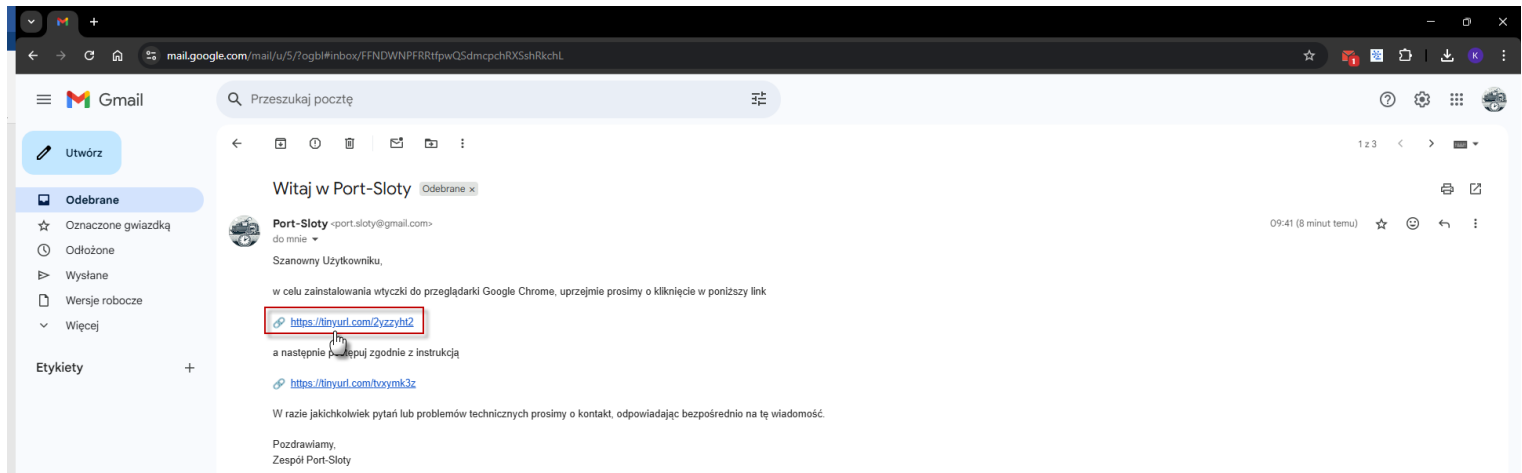 mail.google.com/mail/u/5/?ogbl#inbox/FFNDWNPFRRtfpwQSdmcpchRXSshRkchL
1
K
Gmail
Przeszukaj pocztę
Utwórz
1 z 3
Odebrane
Oznaczone gwiazdką
Odłożone
Wysłane
Wersje robocze
Więcej
Etykiety
Witaj w Port-Sloty Odebrane ×
Port-Sloty <port.sloty@gmail.com>
09:41 (8 minut temu)
do mnie
Szanowny Użytkowniku,
w celu zainstalowania wtyczki do przeglądarki Google Chrome, uprzejmie prosimy o kliknięcie w poniższy link
https://tinyurl.com/2yzzyht2
a następnie postępuj zgodnie z instrukcją
https://tinyurl.com/tvxymk3z
W razie jakichkolwiek pytań lub problemów technicznych prosimy o kontakt, odpowiadając bezpośrednio na tę wiadomość.
Pozdrawiamy,
Zespół Port-Sloty